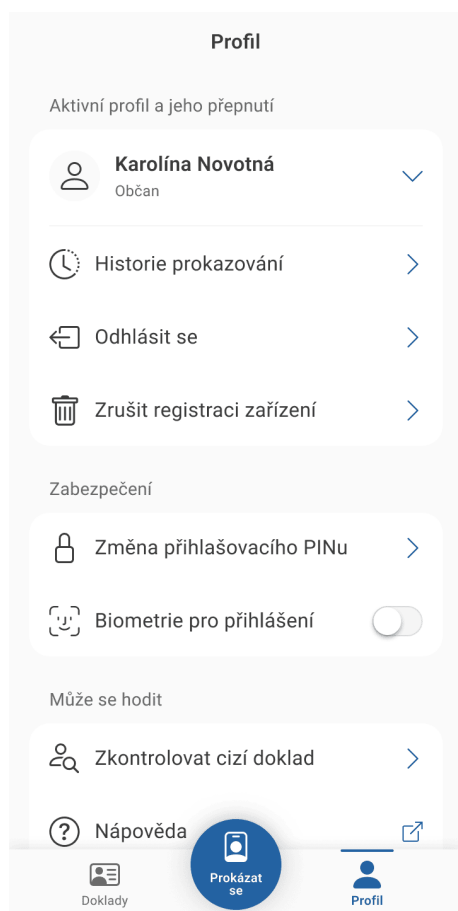 Profil
Aktivní profil a jeho přepnutí
Karolína Novotná
Občan
Historie prokazování
Odhlásit se
Zrušit registraci zařízení
Zabezpečení
Změna přihlašovacího PINu
Biometrie pro přihlášení
Může se hodit
Zkontrolovat cizí doklad
Nápověda
Doklady
Prokázat
se
Profil